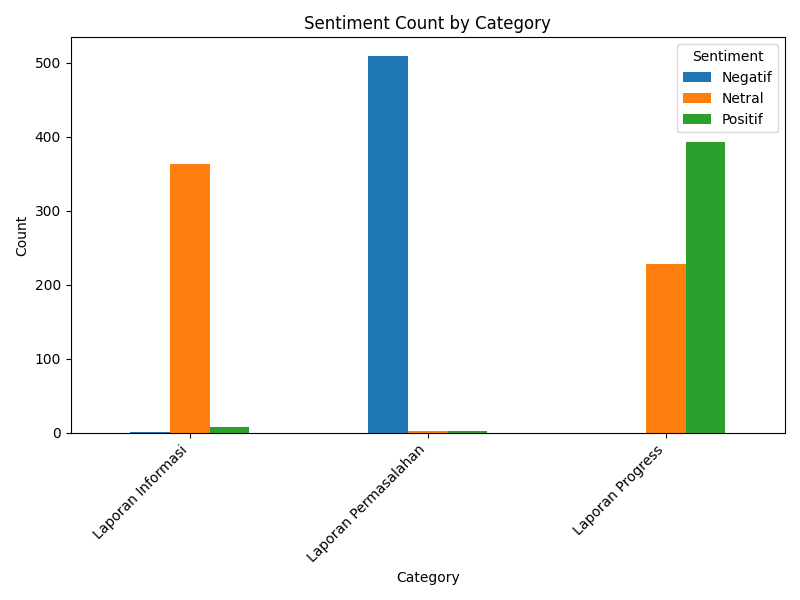 Sentiment Count by Category
Sentiment
Negatif
Netral
Positif
Count
500
400
300
200
100
0
Laporan Informasi
Laporan Permasalahan
Laporan Progress
Category